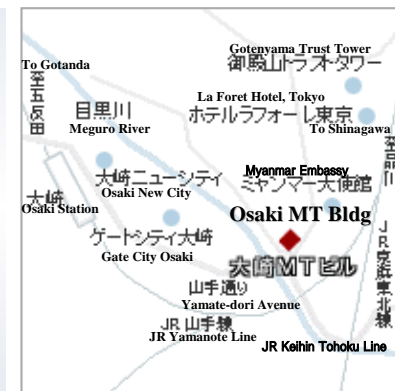 Gotenyama Trust Tower
御殿山トラストタワー
To Gotanda
至五反田
La Foret Hotel, Tokyo
ホテルラフォーレ東京
目黒川
Meguro River
To Shinagawa
至品川
大崎ニューシティ
Osaki New City
Myanmar Embassy
ミャンマー大使館
大崎
Osaki Station
Osaki MT Bldg
大崎MTビル
ゲートシティ大崎
Gate City Osaki
山手通り
Yamate-dori Avenue
JR 山手線
JR Yamanote Line
JR京浜東北線
JR Keihin Tohoku Line